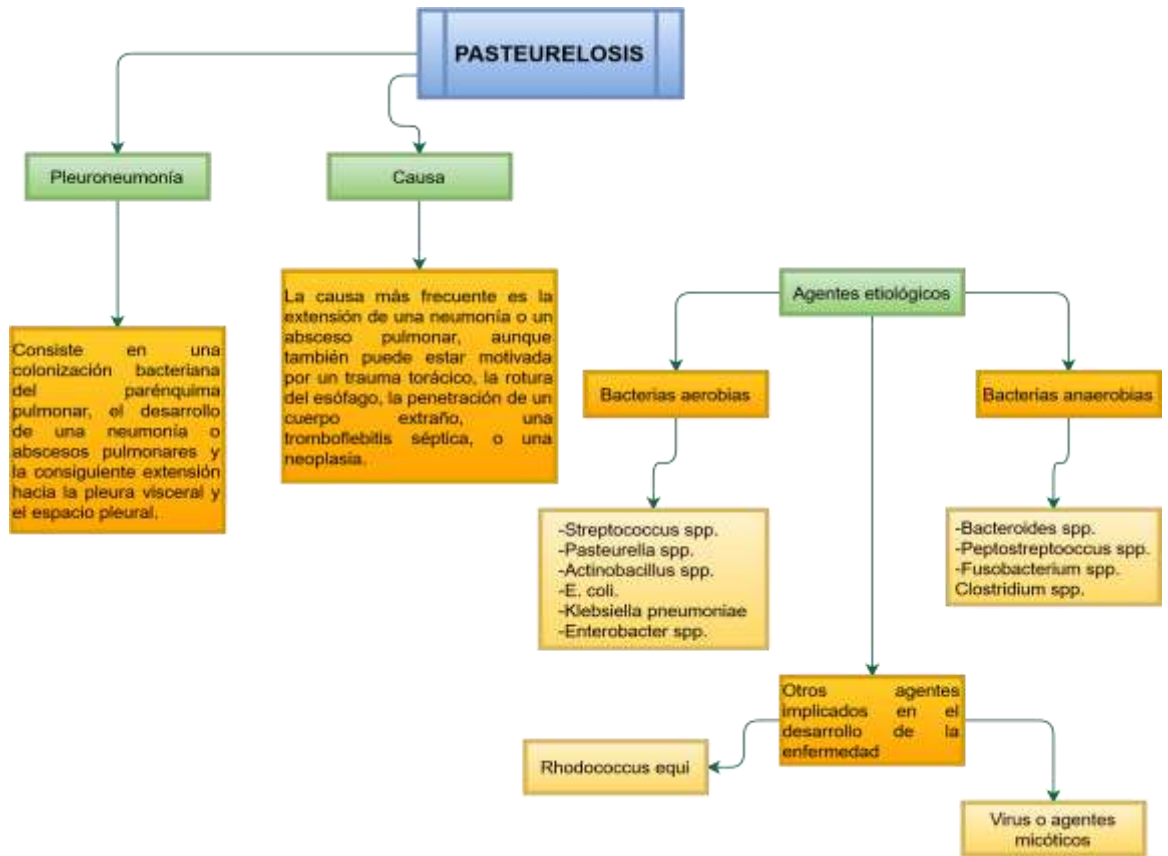 PASTEURELOSIS
Pleuroneumonía
Causa
Consiste en una
colonización bacteriana
del parénquima
pulmonar, el desarrollo
de una neumonía o
abscesos pulmonares y
la consiguiente extensión
hacia la pleura visceral y
el espacio pleural.
La causa más frecuente es la
extensión de una neumonía o un
absceso pulmonar, aunque
también puede estar motivada
por un trauma torácico, la rotura
del esófago, la penetración de un
cuerpo extraño, una
tromboflebitis séptica, o una
neoplasia.
Agentes etiológicos
Bacterias aerobias
-Streptococcus spp.
-Pasteurella spp.
-Actinobacillus spp.
-E. coli.
-Klebsiella pneumoniae
-Enterobacter spp.
Bacterias anaerobias
-Bacteroides spp.
-Peptostreptooccus spp.
-Fusobacterium spp.
Clostridium spp.
Otros agentes
implicados en el
desarrollo de la
enfermedad
Rhodococcus equi
Virus o agentes
micóticos